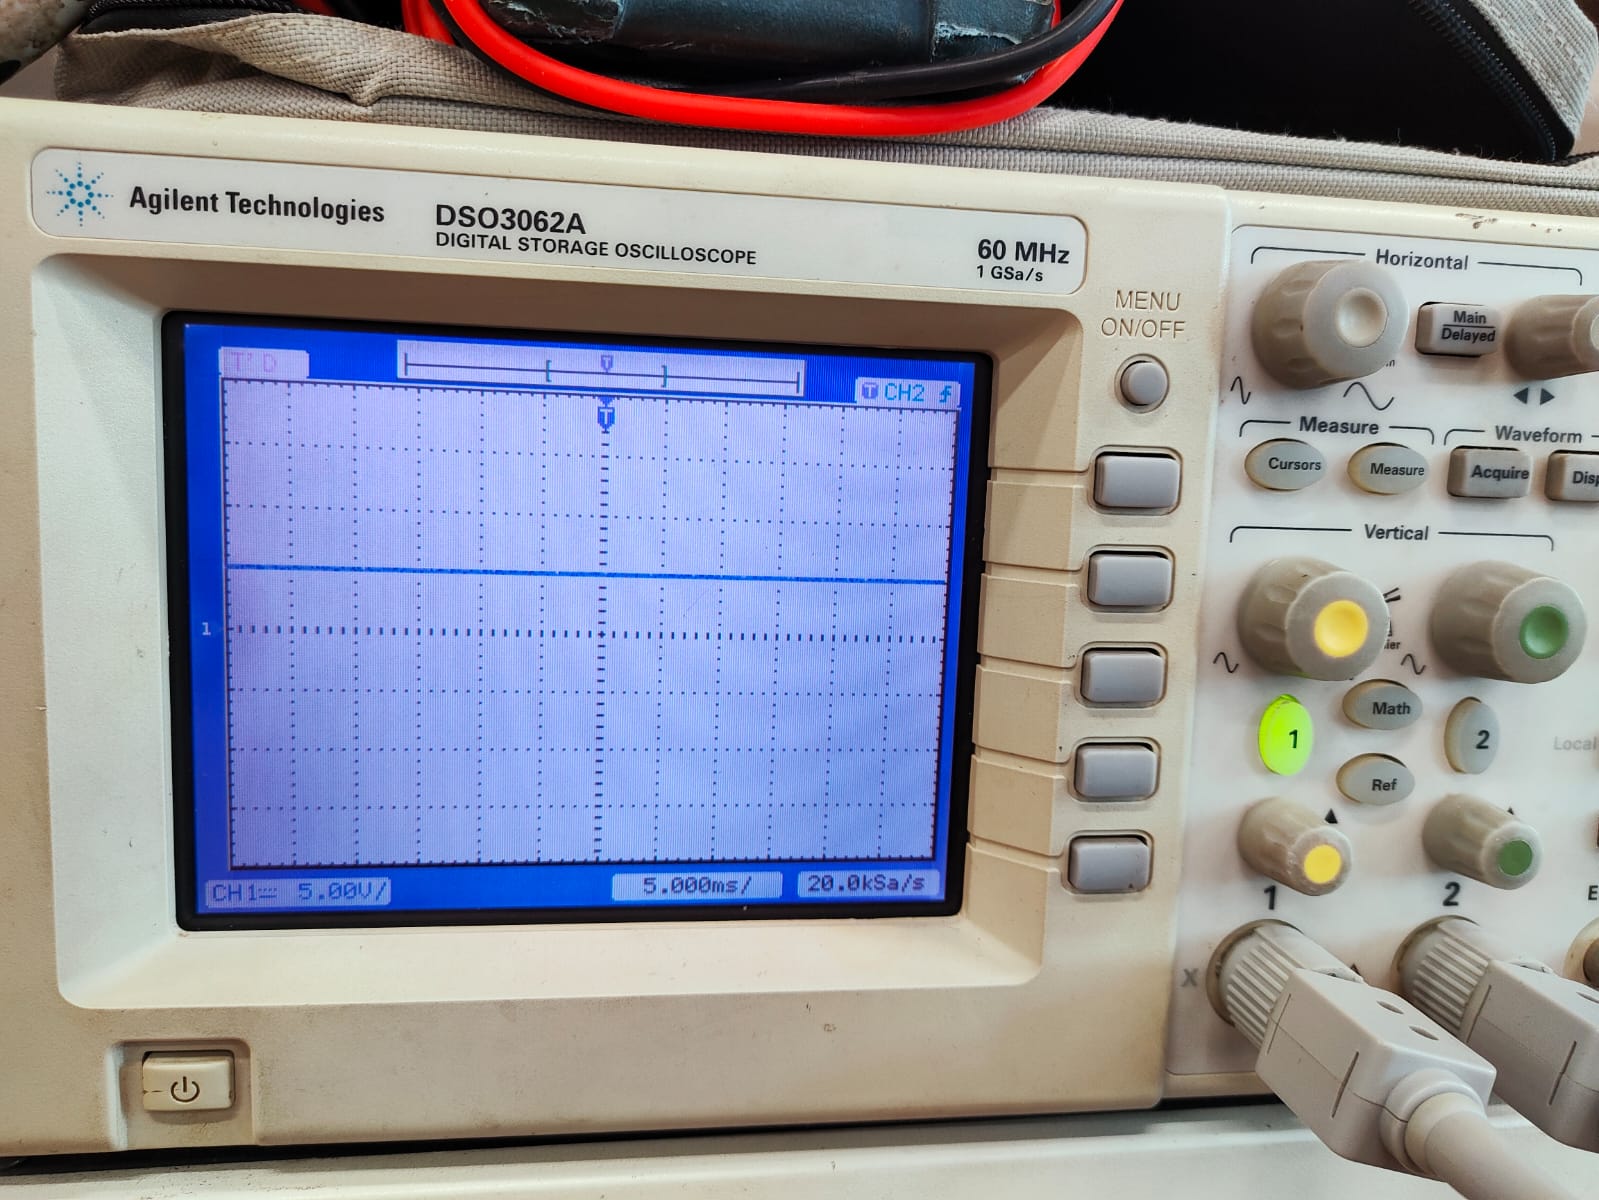 Agilent Technologies
DSO3062A
DIGITAL STORAGE OSCILLOSCOPE
60 MHz
1 GSa/s
MENU
ON/OFF
Horizontal
Main
Delayed
T'D
T
T CH2
T
Measure
Cursors
Measure
Waveform
Acquire
Vertical
1
1
Math
2
Local
Ref
CH1 5.00V/
5.000ms/
20.0kSa/s
1
2
X